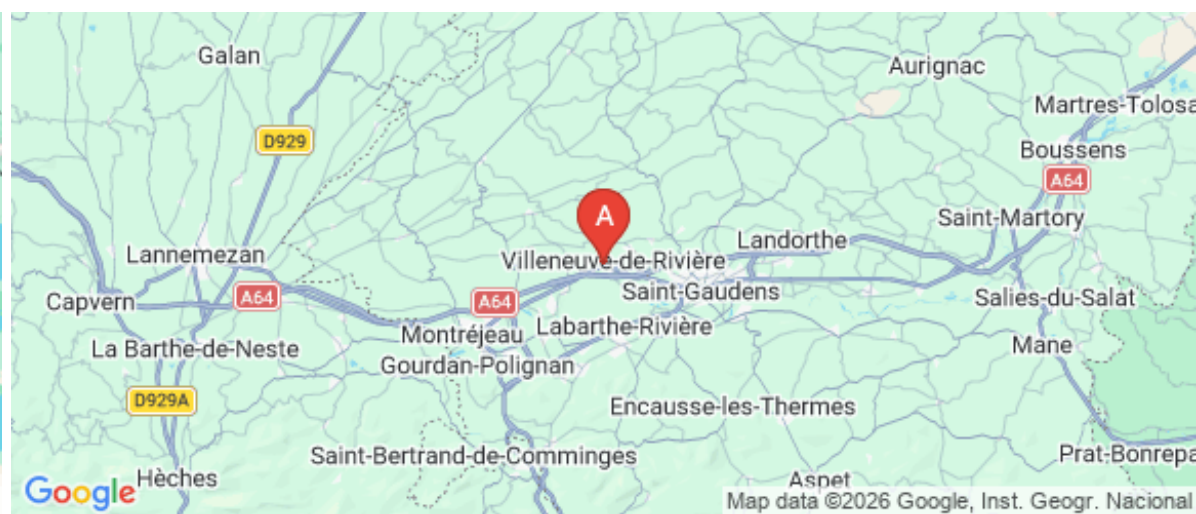 Galan
Aurignac
Martres-Tolosa
D929
Boussens
A64
A
Saint-Martory
Landorthe
Lannemezan
Villeneuve-de-Rivière
Saint-Gaudens
Capvern
A64
A64
Salies-du-Salat
Labarthe-Rivière
Montréjeau
La Barthe-de-Neste
Mane
Gourdan-Polignan
D929A
Encausse-les-Thermes
Saint-Bertrand-de-Comminges
Prat-Bonrepa
Hèches
Aspet
Google
Map data ©2026 Google, Inst. Geogr. Nacional